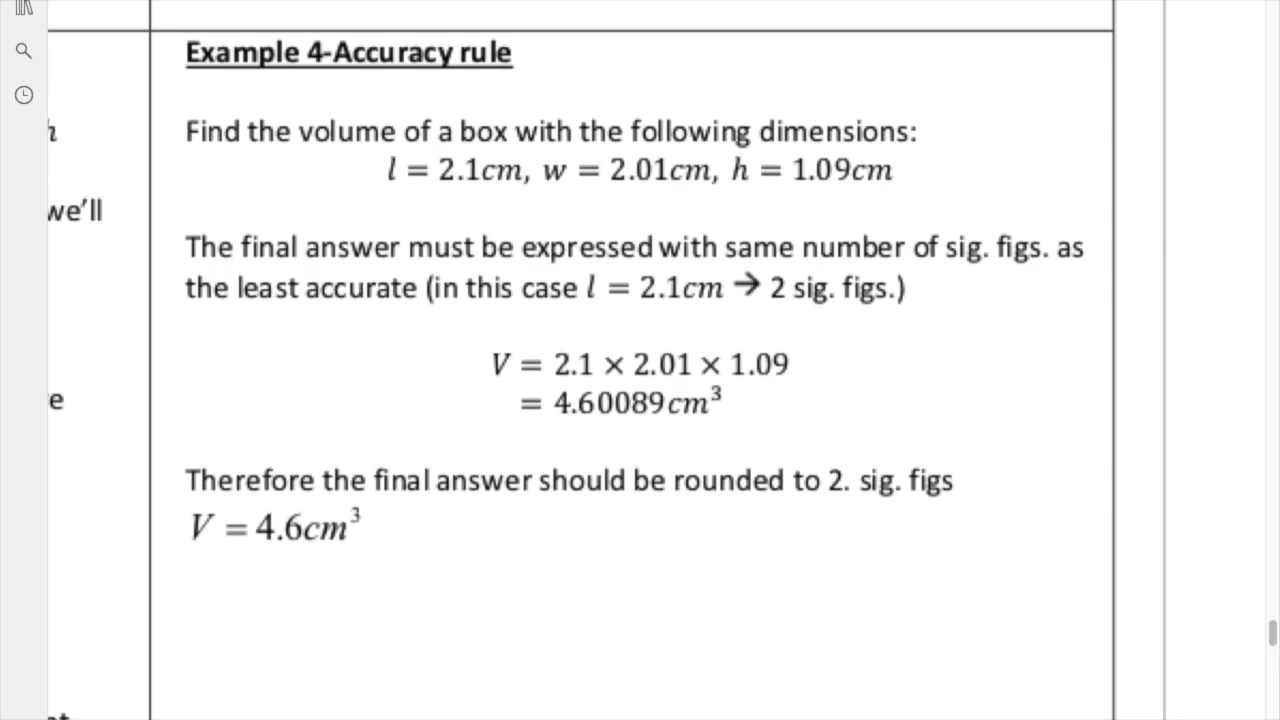 Example 4-Accuracy rule
h
Find the volume of a box with the following dimensions:
l = 2.1cm, w = 2.01cm, h = 1.09cm
we'll
The final answer must be expressed with same number of sig. figs. as
the least accurate (in this case l = 2.1cm → 2 sig. figs.)
V = 2.1 × 2.01 × 1.09
e
= 4.60089cm³
Therefore the final answer should be rounded to 2. sig. figs
V = 4.6cm³